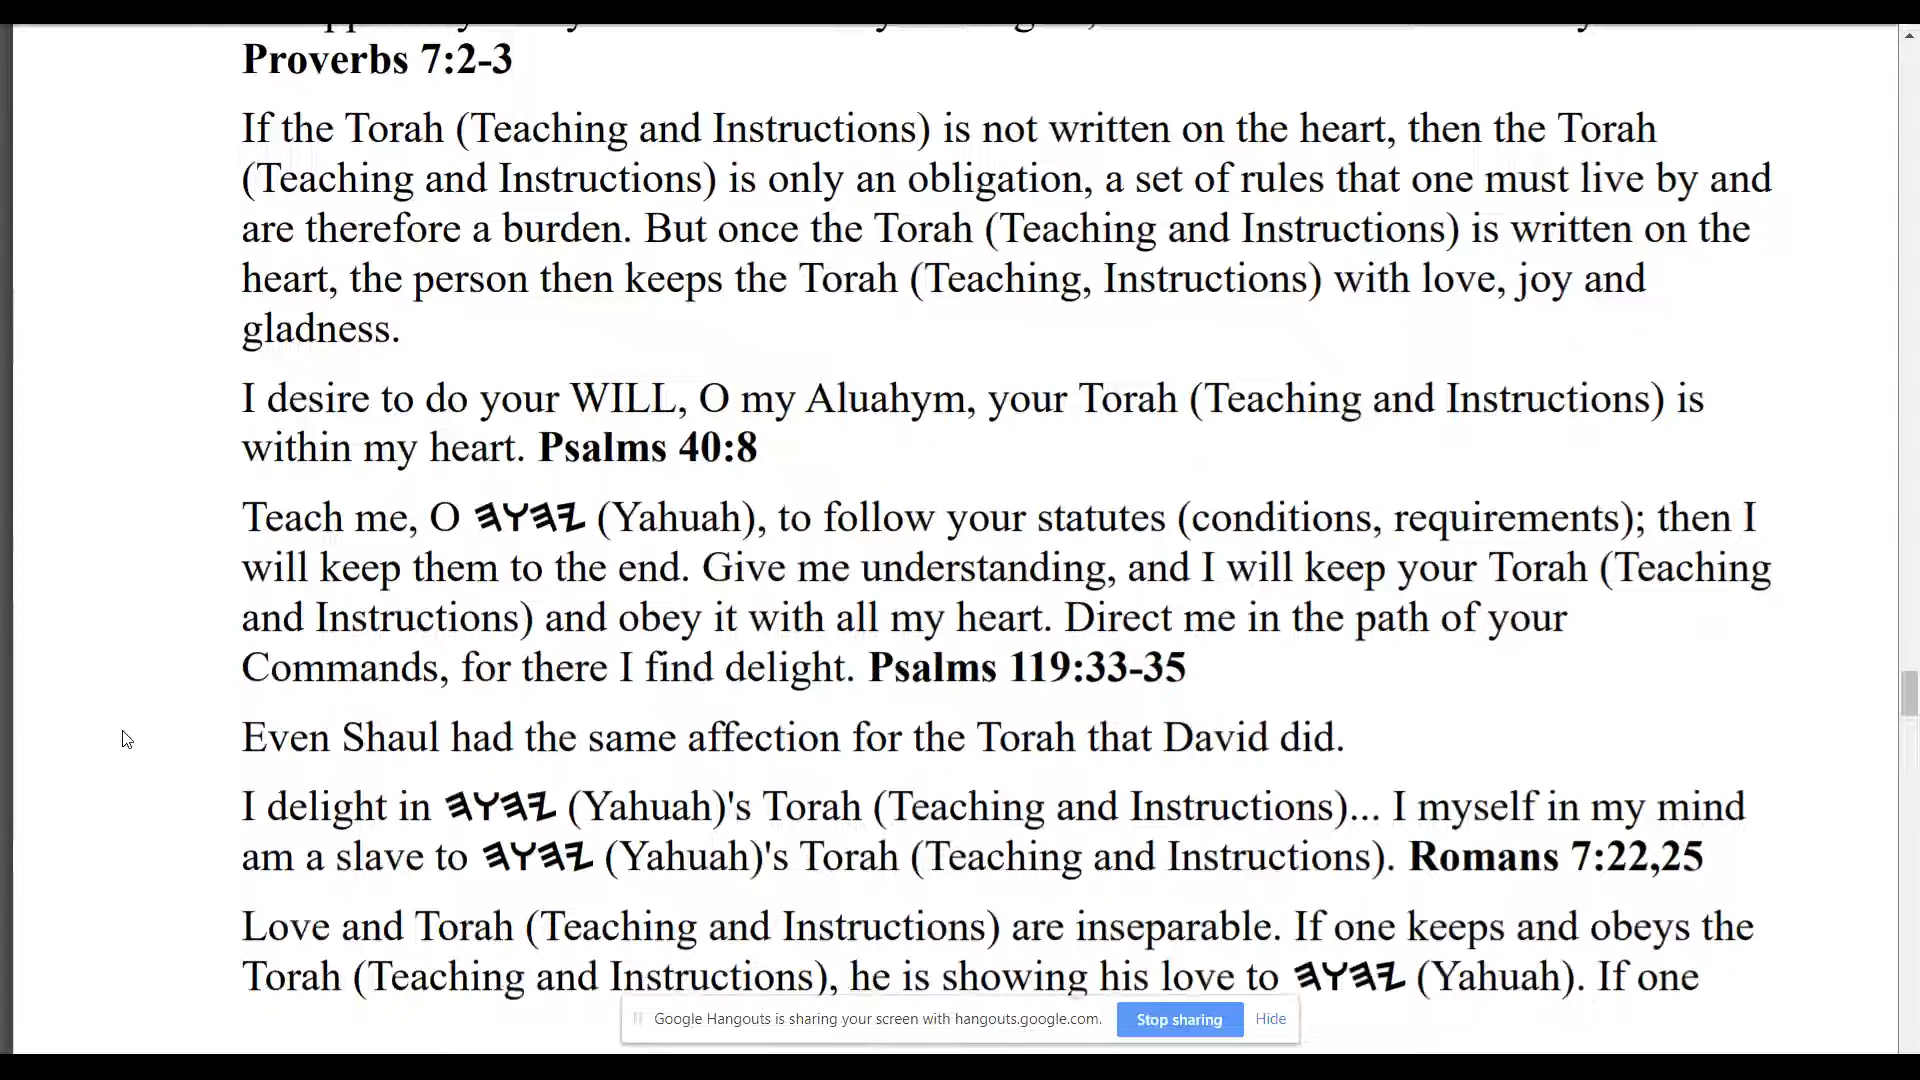 Proverbs 7:2-3
If the Torah (Teaching and Instructions) is not written on the heart, then the Torah
(Teaching and Instructions) is only an obligation, a set of rules that one must live by and
are therefore a burden. But once the Torah (Teaching and Instructions) is written on the
heart, the person then keeps the Torah (Teaching, Instructions) with love, joy and
gladness.
I desire to do your WILL, O my Aluahym, your Torah (Teaching and Instructions) is
within my heart. Psalms 40:8
Teach me, O 𐤉𐤄𐤅𐤄 (Yahuah), to follow your statutes (conditions, requirements); then I
will keep them to the end. Give me understanding, and I will keep your Torah (Teaching
and Instructions) and obey it with all my heart. Direct me in the path of your
Commands, for there I find delight. Psalms 119:33-35
Even Shaul had the same affection for the Torah that David did.
I delight in 𐤉𐤄𐤅𐤄 (Yahuah)'s Torah (Teaching and Instructions)... I myself in my mind
am a slave to 𐤉𐤄𐤅𐤄 (Yahuah)'s Torah (Teaching and Instructions). Romans 7:22,25
Love and Torah (Teaching and Instructions) are inseparable. If one keeps and obeys the
Torah (Teaching and Instructions), he is showing his love to 𐤉𐤄𐤅𐤄 (Yahuah). If one
Google Hangouts is sharing your screen with hangouts.google.com. Stop sharing Hide